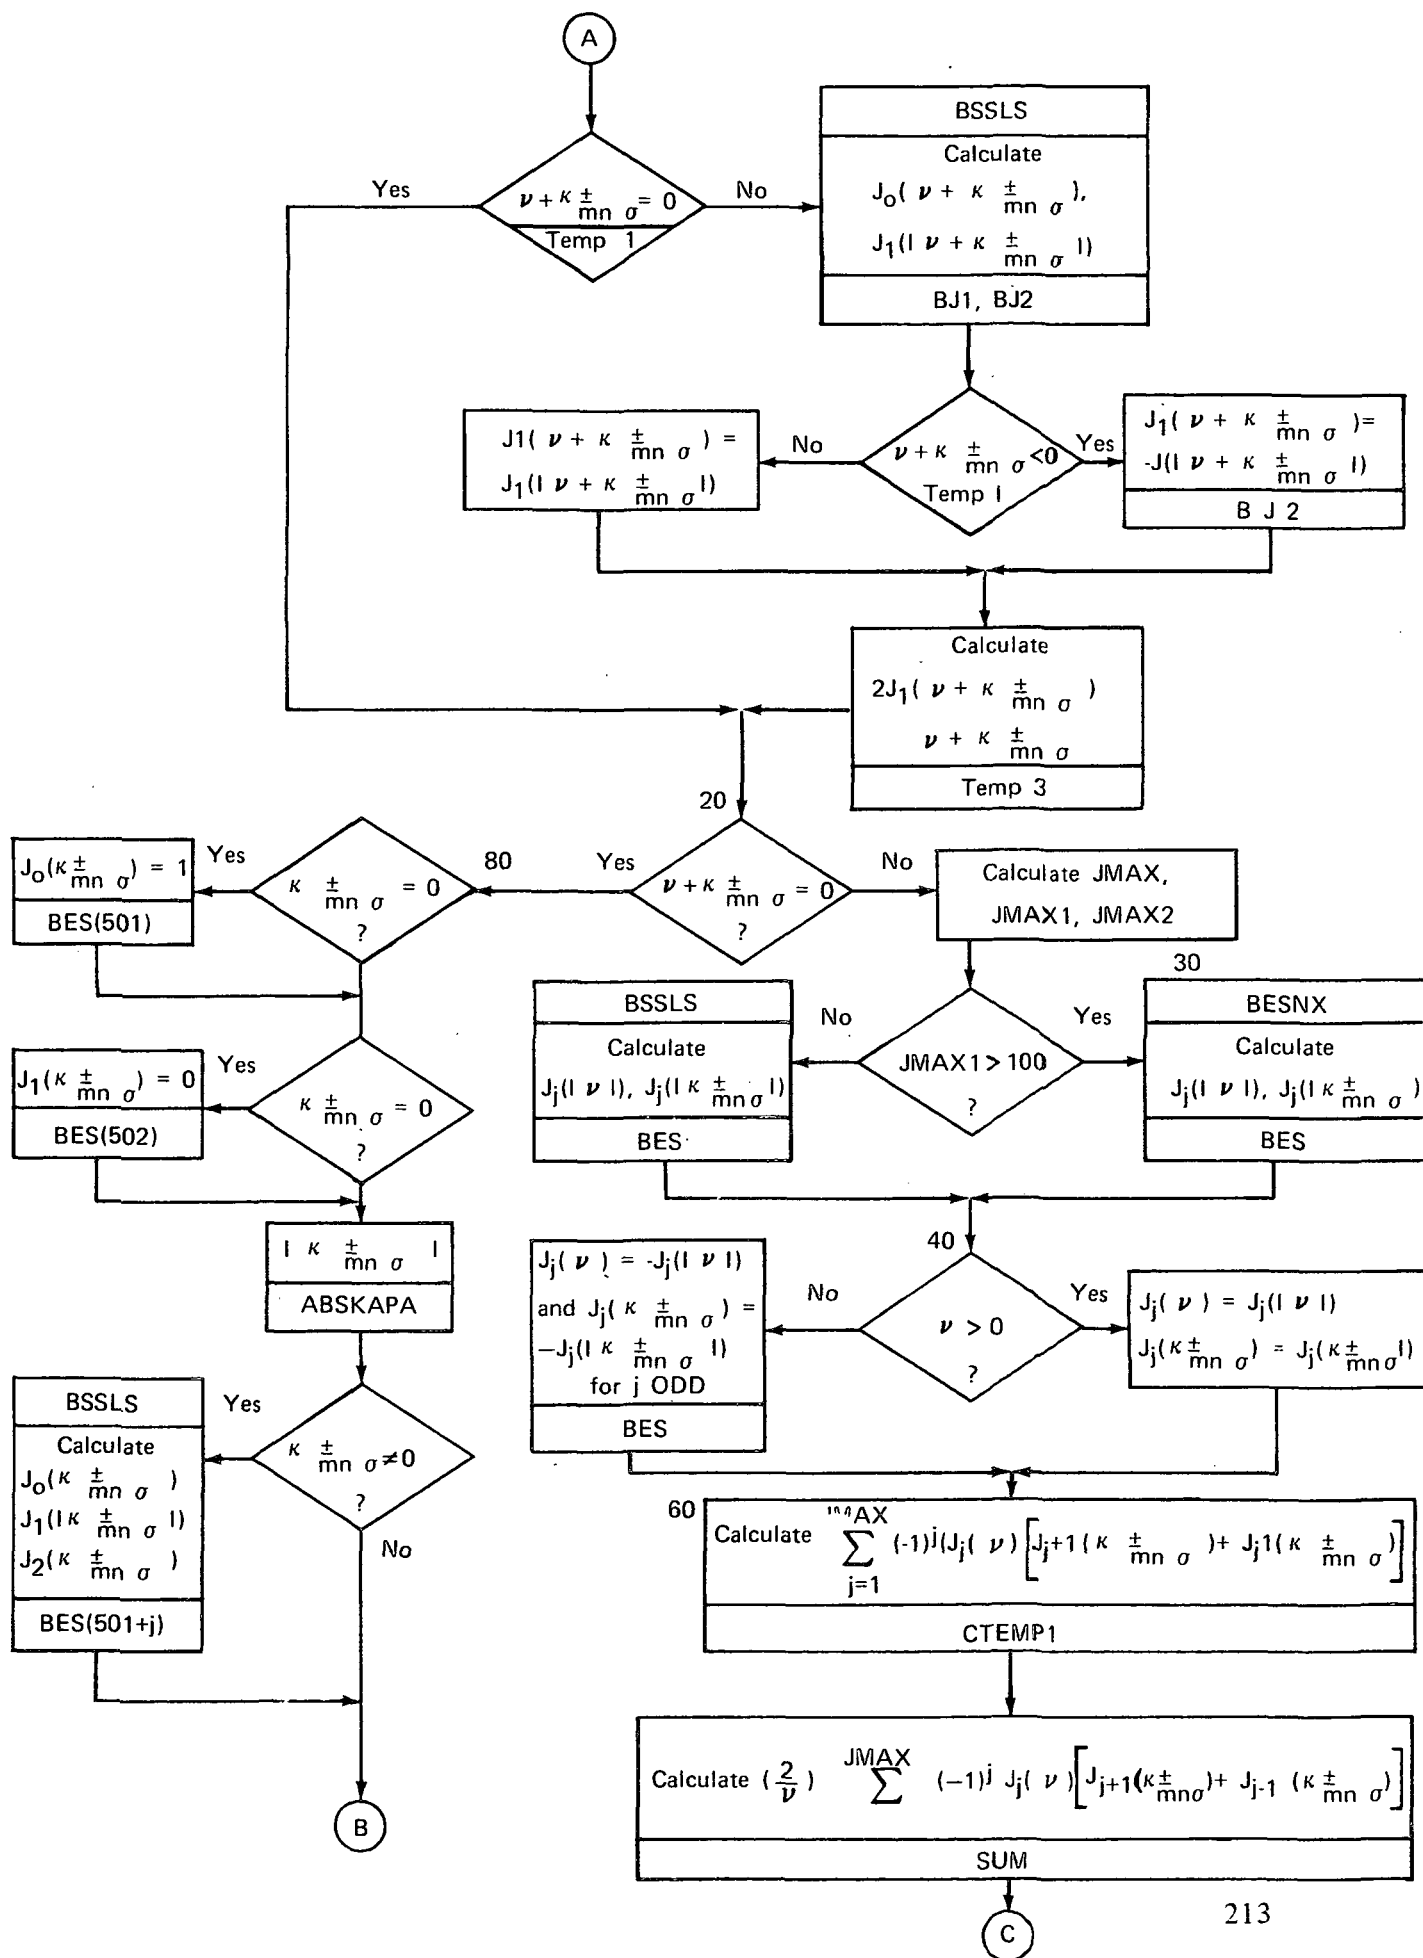 A
ν + κ ±
mn σ = 0
Temp 1
Yes
No
BSSLS
Calculate
Jo( ν + κ ±
mn σ ),
J1(I ν + κ ±
mn σ I)
BJ1, BJ2
ν + κ ±
mn σ <0
Temp I
No
Yes
J1( ν + κ ±
mn σ ) =
J1(I ν + κ ±
mn σ I)
J1( ν + κ ±
mn σ )=
-J(I ν + κ ±
mn σ I)
B J 2
Calculate
2J1( ν + κ ±
mn σ )
ν + κ ±
mn σ
Temp 3
20
ν + κ ±
mn σ = 0
?
Yes
No
80
κ ±
mn σ = 0
?
Yes
Jo(κ ±
mn σ ) = 1
BES(501)
Calculate JMAX,
JMAX1, JMAX2
JMAX1 > 100
?
No
Yes
30
BSSLS
Calculate
Jj(I ν I), Jj(I κ ±
mn σ I)
BES
BESNX
Calculate
Jj(I ν I), Jj(I κ ±
mn σ )
BES
κ ±
mn σ = 0
?
Yes
J1(κ ±
mn σ ) = 0
BES(502)
I κ ±
mn σ I
ABSKAPA
40
ν > 0
?
No
Yes
Jj( ν ) = -Jj(I ν I)
and Jj(κ ±
mn σ ) =
—Jj(I κ ±
mn σ I)
for j ODD
BES
Jj( ν ) = Jj(I ν I)
Jj(κ ±
mn σ ) = Jj(κ ±
mn σ I)
κ ±
mn σ ≠0
?
Yes
No
BSSLS
Calculate
Jo(κ ±
mn σ )
J1(Iκ ±
mn σ I)
J2(κ ±
mn σ )
BES(501+j)
60
Calculate ∑ j=1 (-1)j(Jj( ν ) [Jj+1 (κ ±
mn σ )+ Jj1(κ ±
mn σ )]
CTEMP1
Calculate (2/ν) JMAX ∑ (—1)j Jj( ν )[Jj+1(κ ±
mnσ)+ Jj-1 (κ ±
mn σ )]
SUM
B
C
213